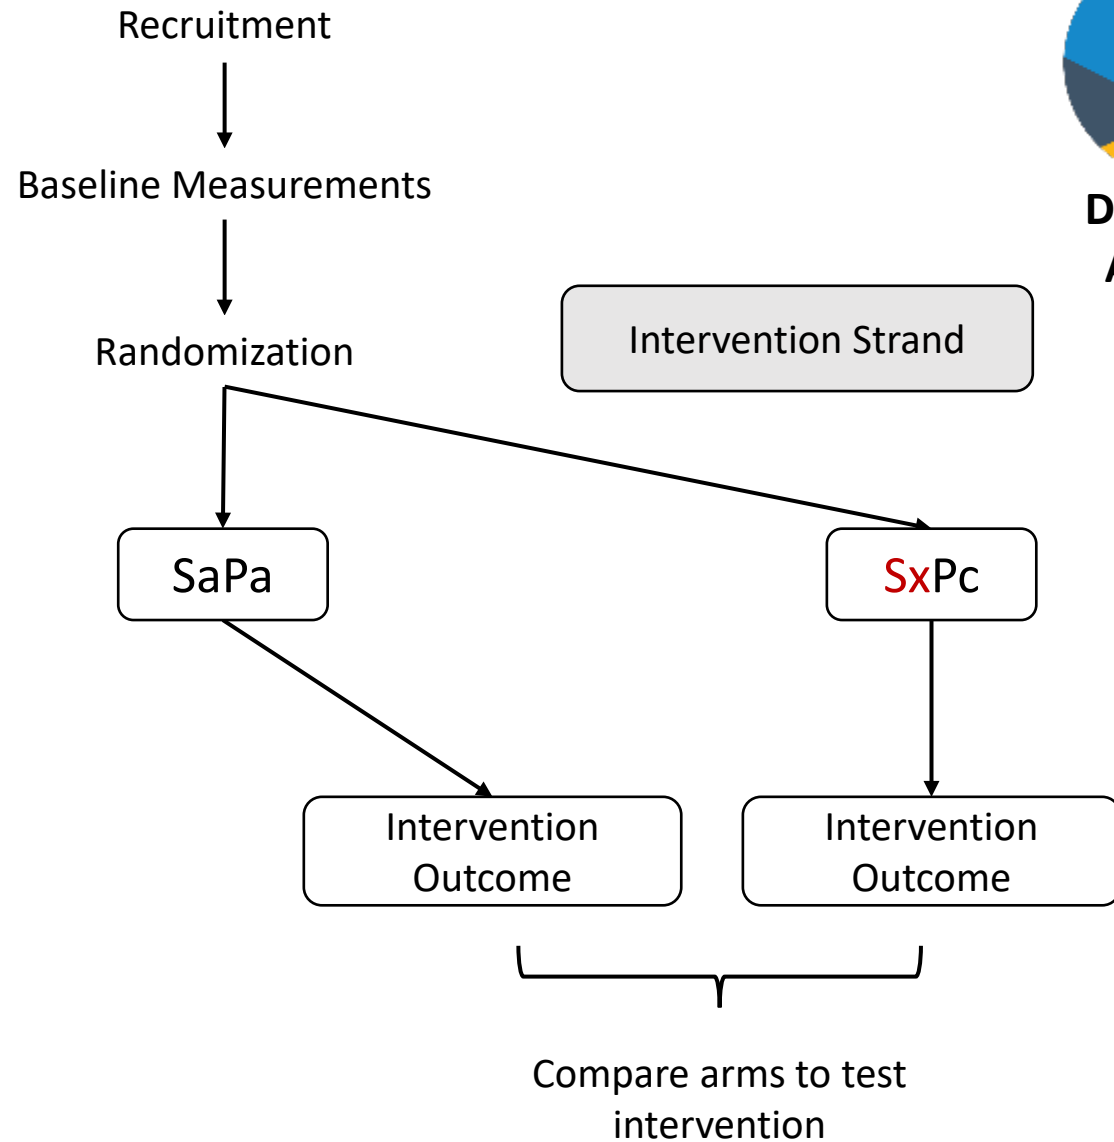 Recruitment
Baseline Measurements
D
A
Randomization
Intervention Strand
SaPa
SxPc
Intervention
Outcome
Intervention
Outcome
Compare arms to test
intervention